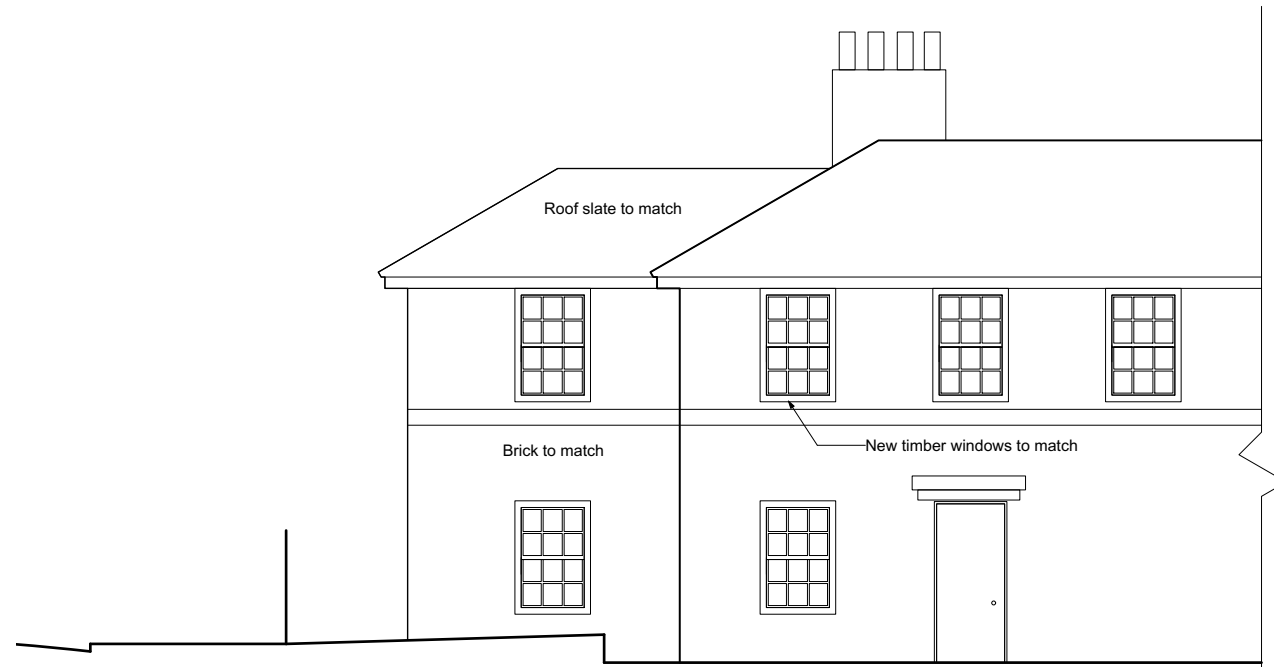 Roof slate to match
New timber windows to match
Brick to match